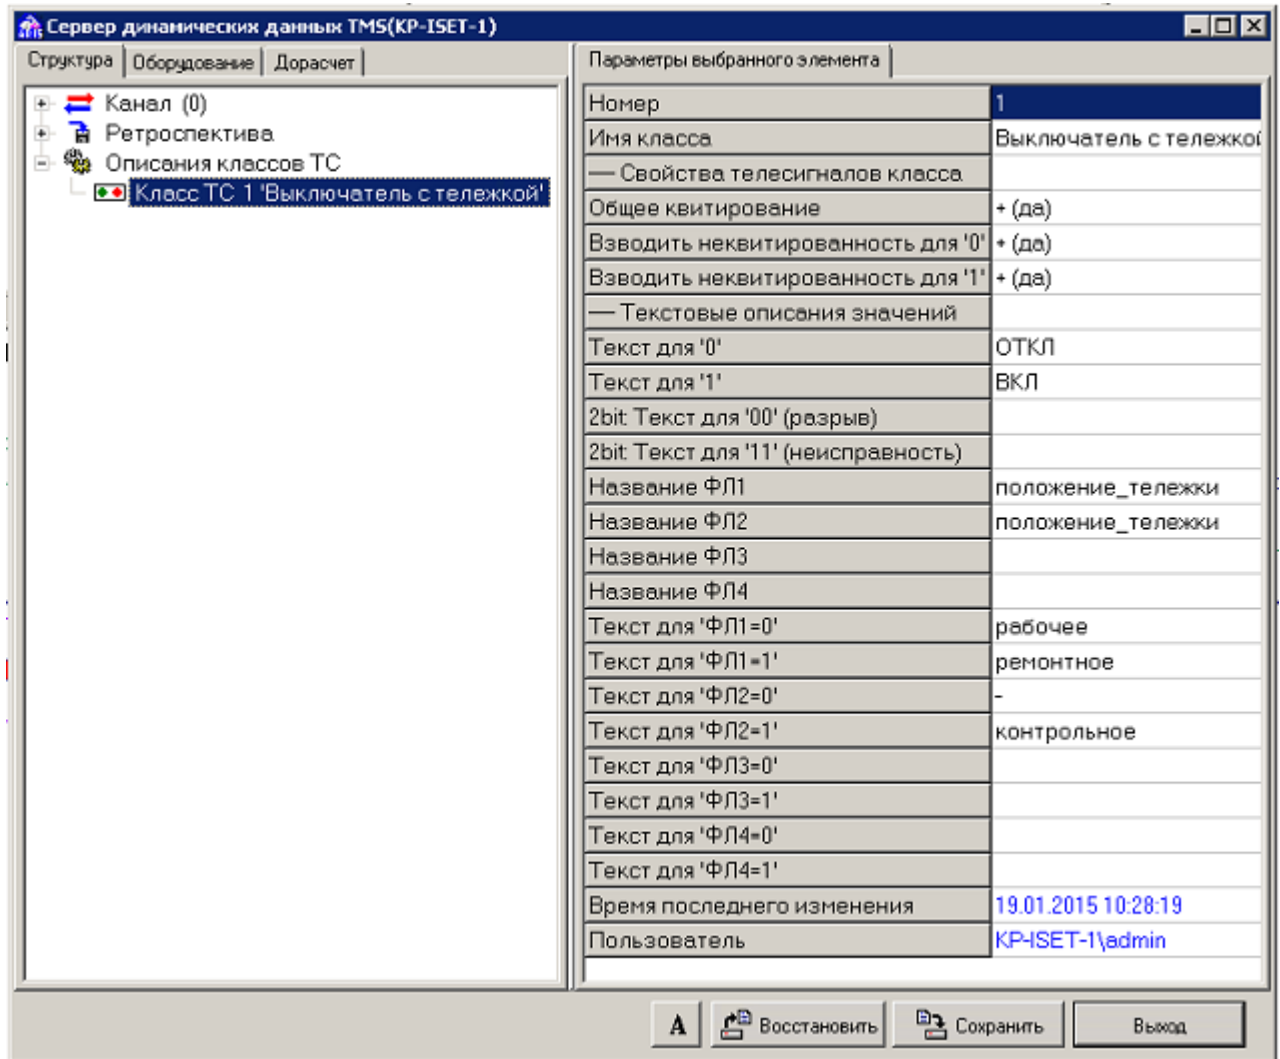 Сервер динамических данных TMS(KP-ISET-1)
Структура Оборудование Дорасчет
Канал (0)
Ретроспектива
Описания классов ТС
Класс ТС 1 'Выключатель с тележкой'
Параметры выбранного элемента
Номер 1
Имя класса Выключатель с тележкой
— Свойства телесигналов класса
Общее квитирование + (да)
Взводить неквитированность для '0' + (да)
Взводить неквитированность для '1' + (да)
— Текстовые описания значений
Текст для '0' ОТКЛ
Текст для '1' ВКЛ
2bit Текст для '00' (разрыв)
2bit Текст для '11' (неисправность)
Название ФЛ1 положение_тележки
Название ФЛ2 положение_тележки
Название ФЛ3
Название ФЛ4
Текст для 'ФЛ1=0' рабочее
Текст для 'ФЛ1=1' ремонтное
Текст для 'ФЛ2=0' -
Текст для 'ФЛ2=1' контрольное
Текст для 'ФЛ3=0'
Текст для 'ФЛ3=1'
Текст для 'ФЛ4=0'
Текст для 'ФЛ4=1'
Время последнего изменения 19.01.2015 10:28:19
Пользователь KP-ISET-1\admin
A Восстановить Сохранить Выход